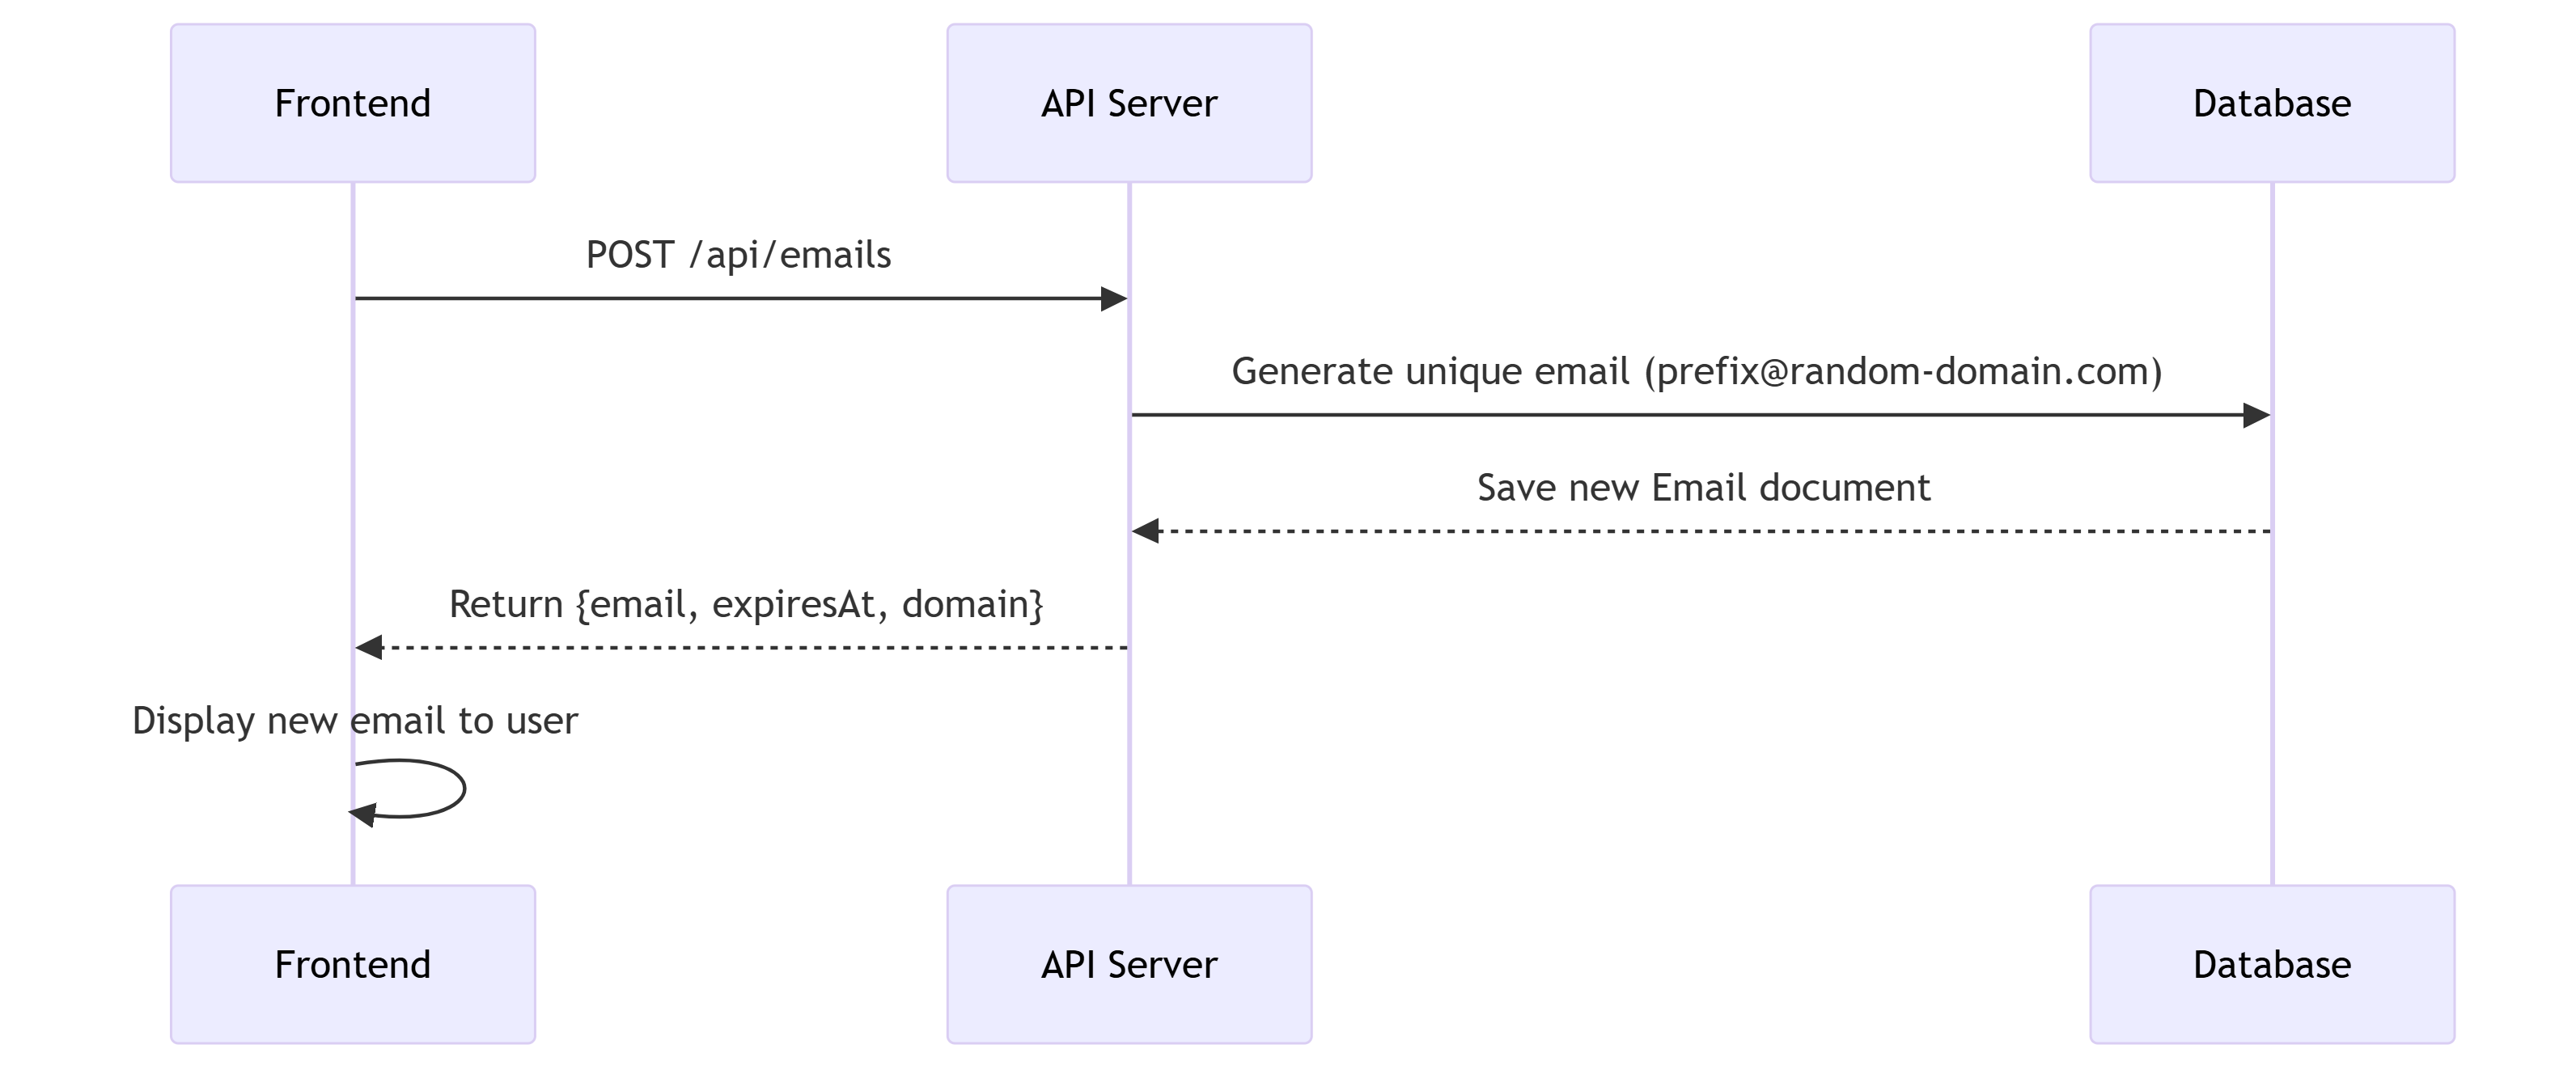 Frontend
API Server
Database
POST /api/emails
Generate unique email (prefix@random-domain.com)
Save new Email document
Return {email, expiresAt, domain}
Display new email to user
Frontend
API Server
Database